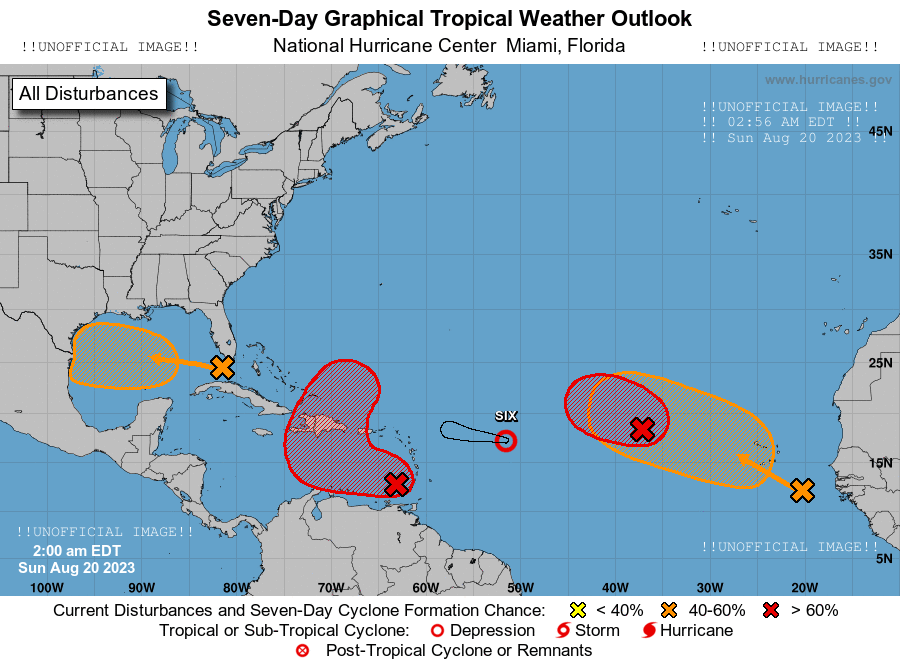 Seven-Day Graphical Tropical Weather Outlook
!!UNOFFICIAL IMAGE!! National Hurricane Center  Miami, Florida !!UNOFFICIAL IMAGE!!
www.hurricanes.gov
All Disturbances
!!UNOFFICIAL IMAGE!!
!! 02:56 AM EDT !!
!! Sun Aug 20 2023 !!
45N
35N
25N
SIX
15N
!!UNOFFICIAL IMAGE!!
!!UNOFFICIAL IMAGE!!
2:00 am EDT
5N
Sun Aug 20 2023
100W 90W 80W 70W 60W 50W 40W 30W 20W
Current Disturbances and Seven-Day Cyclone Formation Chance: < 40% 40-60% > 60%
Tropical or Sub-Tropical Cyclone: Depression Storm Hurricane
Post-Tropical Cyclone or Remnants